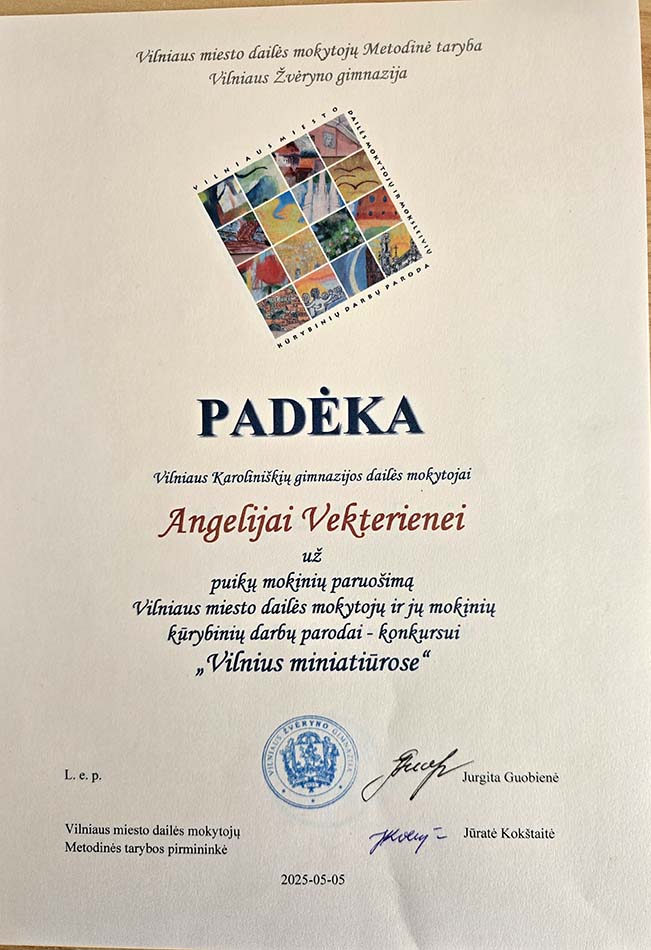 Vilniaus miesto dailės mokytojų Metodinė taryba
Vilniaus Žvėryno gimnazija
VILNIAUS MIESTO
DAILĖS MOKYTOJŲ IR MOKSLEIVIŲ
KŪRYBINIŲ DARBŲ PARODA
PADĖKA
Vilniaus Karoliniškių gimnazijos dailės mokytojai
Angelijai Vekterienei
už
puikų mokinių paruošimą
Vilniaus miesto dailės mokytojų ir jų mokinių
kūrybinių darbų parodai - konkursui
„Vilnius miniatiūrose“
VILNIAUS ŽVĖRYNO GIMNAZIJA
L. e. p.
Jurgita Guobienė
Vilniaus miesto dailės mokytojų
Metodinės tarybos pirmininkė
Jūratė Kokštaitė
2025-05-05